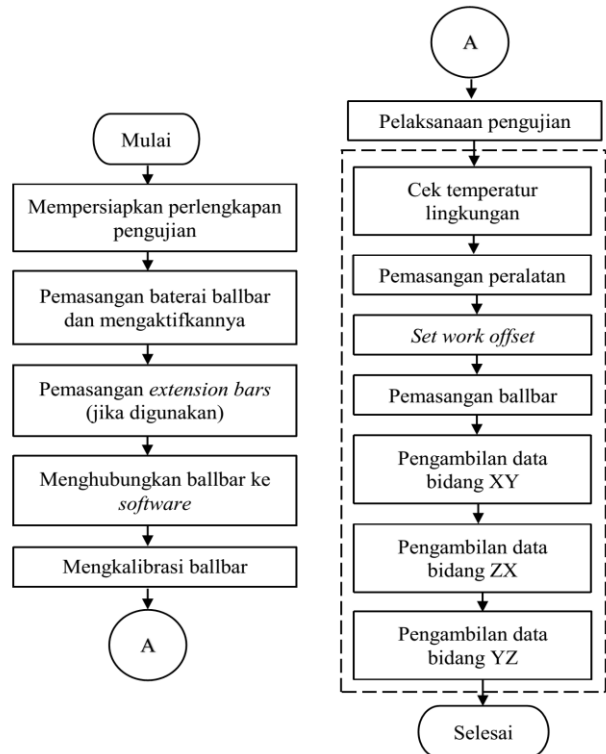 Mulai
Mempersiapkan perlengkapan
pengujian
Pemasangan baterai ballbar
dan mengaktifkannya
Pemasangan extension bars
(jika digunakan)
Menghubungkan ballbar ke
software
Mengkalibrasi ballbar
A
A
Pelaksanaan pengujian
Cek temperatur
lingkungan
Pemasangan peralatan
Set work offset
Pemasangan ballbar
Pengambilan data
bidang XY
Pengambilan data
bidang ZX
Pengambilan data
bidang YZ
Selesai